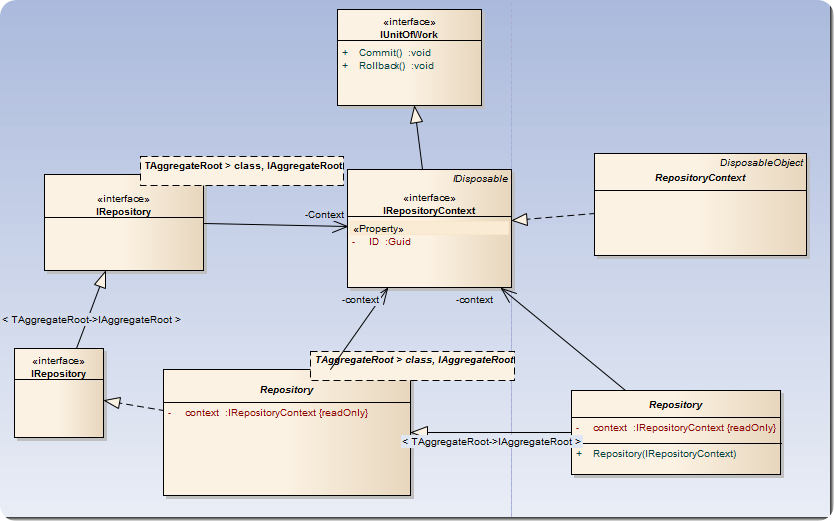 «interface»
IUnitOfWork
+ Commit() :void
+ Rollback() :void
TAggregateRoot > class, IAggregateRoot
«interface»
IRepository
-Context
IDisposable
«interface»
IRepositoryContext
«Property»
- ID :Guid
DisposableObject
RepositoryContext
-context
-context
< TAggregateRoot->IAggregateRoot >
«interface»
IRepository
TAggregateRoot > class, IAggregateRoot
Repository
- context :IRepositoryContext {readOnly}
< TAggregateRoot->IAggregateRoot >
Repository
- context :IRepositoryContext {readOnly}
+ Repository(IRepositoryContext)